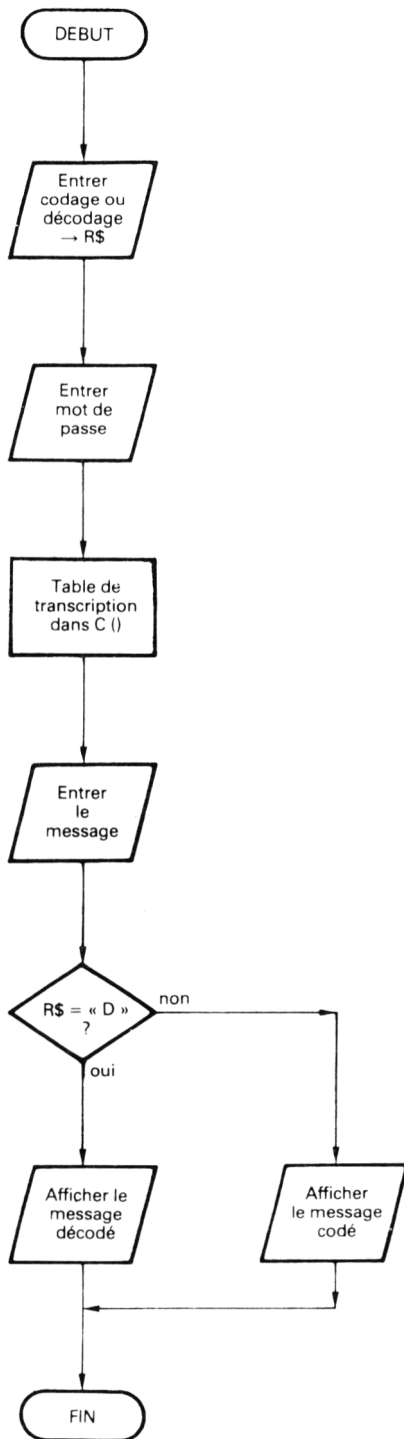 DEBUT
Entrer
codage ou
décodage
→ R$
Entrer
mot de
passe
Table de
transcription
dans C ()
Entrer
le
message
R$ = « D »
?
non
oui
Afficher le
message
décodé
Afficher
le message
codé
FIN